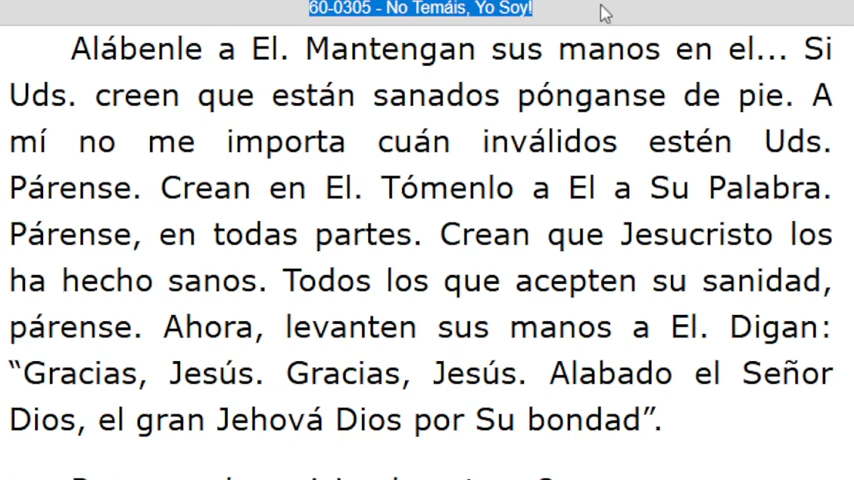 60-0305 - No Temáis, Yo Soy!
Alábenle a El. Mantengan sus manos en el... Si
Uds. creen que están sanados pónganse de pie. A
mí no me importa cuán inválidos estén Uds.
Párense. Crean en El. Tómenlo a El a Su Palabra.
Párense, en todas partes. Crean que Jesucristo los
ha hecho sanos. Todos los que acepten su sanidad,
párense. Ahora, levanten sus manos a El. Digan:
“Gracias, Jesús. Gracias, Jesús. Alabado el Señor
Dios, el gran Jehová Dios por Su bondad”.